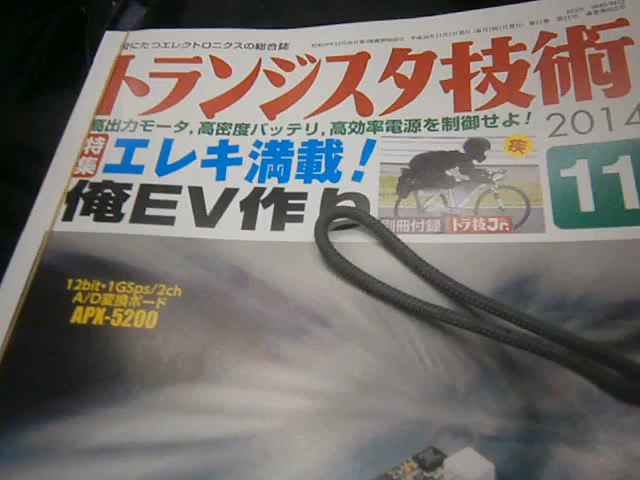 にたつエレクトロニクスの総合誌
トランジスタ技術
高出力モータ,高密度バッテリ,高効率電源を制御せよ!
2014
11
特集
エレキ満載!
俺EV作り
疾
別冊付録 トラ技Jr.
12bit・1GSps/2ch
A/D変換ボード
APX-5200